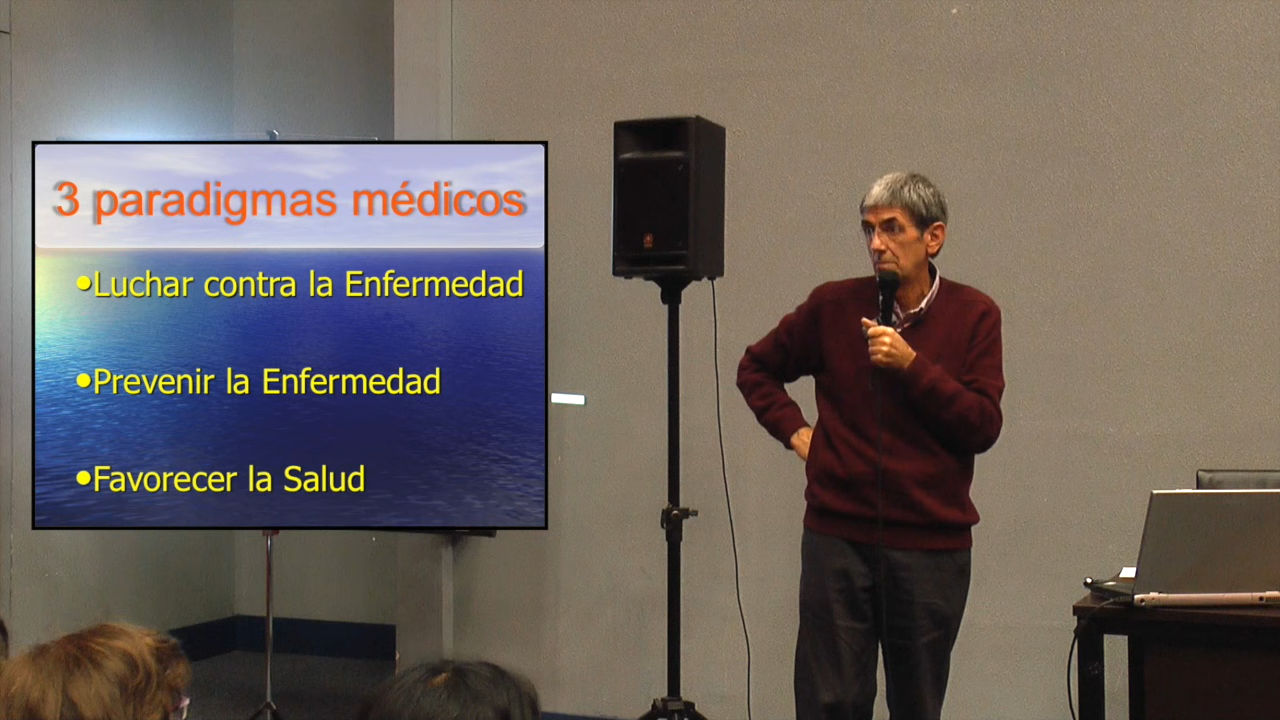 3 paradigmas médicos
•Luchar contra la Enfermedad
•Prevenir la Enfermedad
•Favorecer la Salud